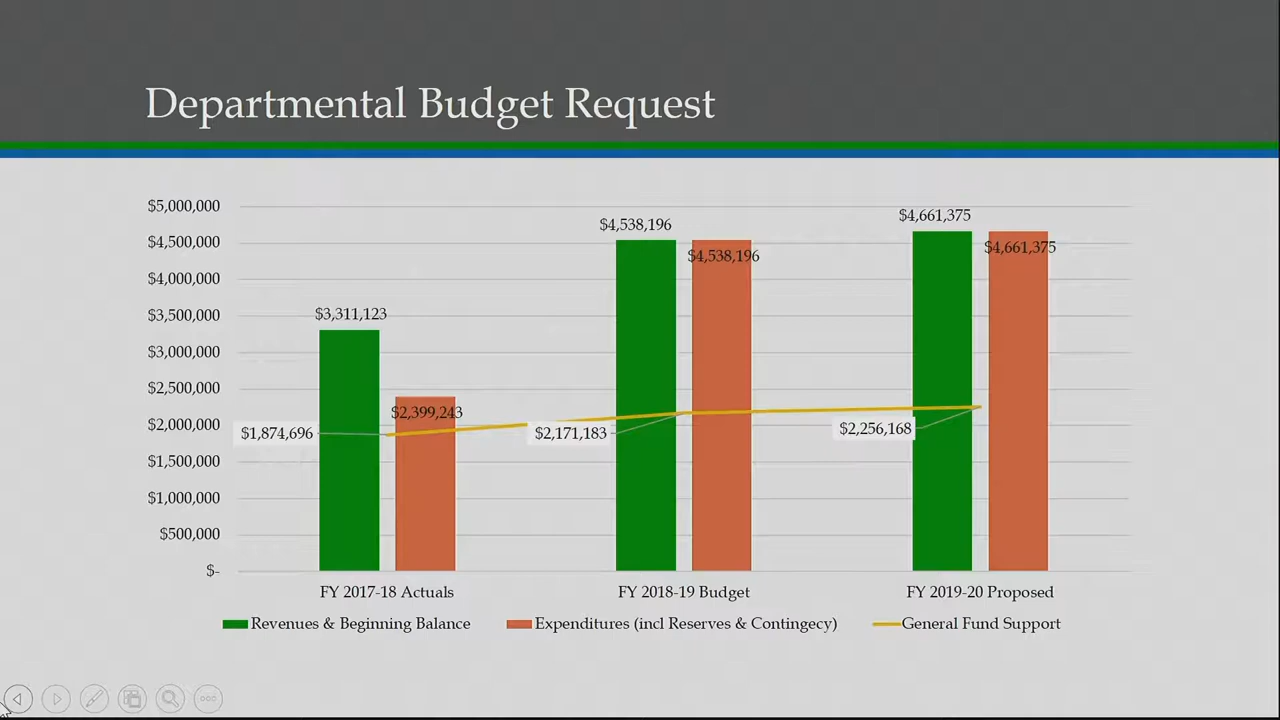 Departmental Budget Request
$5,000,000
$4,500,000
$4,000,000
$3,500,000
$3,000,000
$2,500,000
$2,000,000
$1,500,000
$1,000,000
$500,000
$-
$3,311,123
$2,399,243
$1,874,696
$4,538,196
$4,538,196
$2,171,183
$4,661,375
$4,661,375
$2,256,168
FY 2017-18 Actuals
FY 2018-19 Budget
FY 2019-20 Proposed
Revenues & Beginning Balance
Expenditures (incl Reserves & Contingecy)
General Fund Support